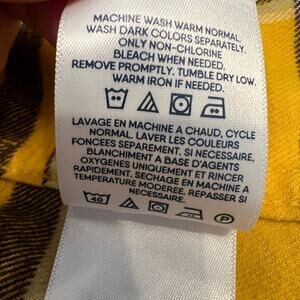 MACHINE WASH WARM NORMAL.
WASH DARK COLORS SEPARATELY.
ONLY NON-CHLORINE
BLEACH WHEN NEEDED.
REMOVE PROMPTLY. TUMBLE DRY LOW.
WARM IRON IF NEEDED.
LAVAGE EN MACHINE A CHAUD, CYCLE
NORMAL. LAVER LES COULEURS
FONCEES SEPAREMENT. SI NECESSAIRE,
BLANCHIMENT A BASE D'AGENTS
OXYGENES UNIQUEMENT ET RINCER
RAPIDEMENT. SECHAGE EN MACHINE A
TEMPERATURE MODEREE. REPASSER SI
NECESSAIRE.
40
P